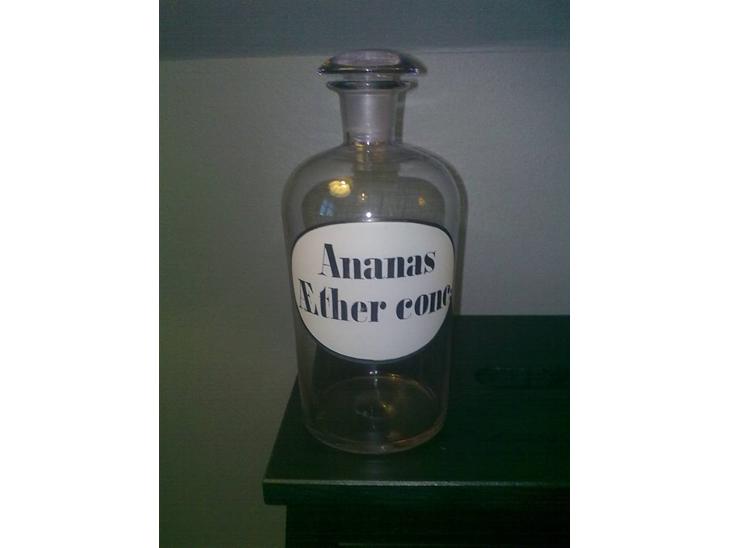 Ananas
Æther conc.